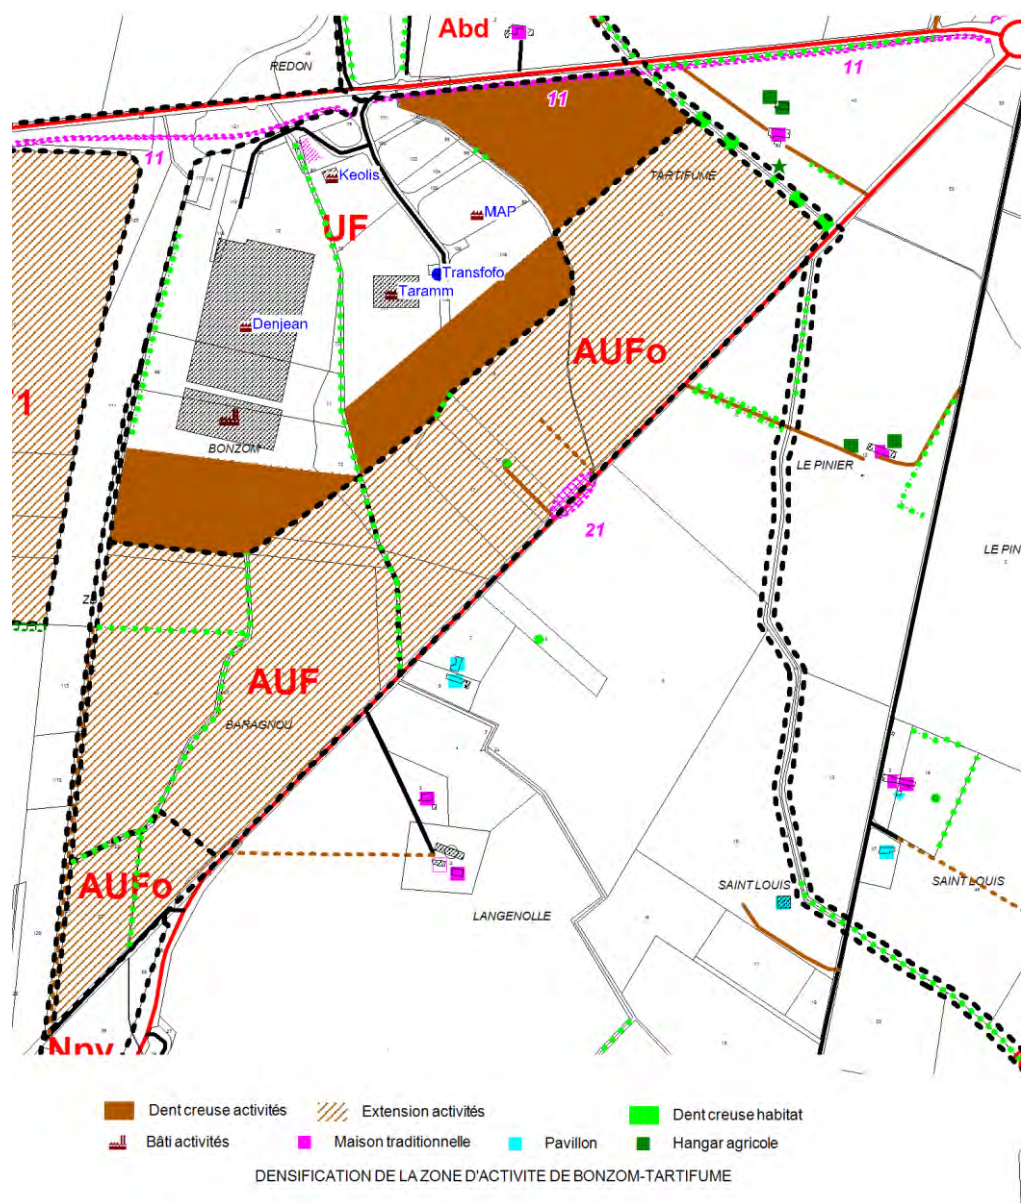 Abd
REDON
11
11
11
TARTIFUME
Keolis
UF
MAP
Transfofo
Taramm
Denjean
AUFo
1
BONZOM
LE PINIER
21
LE PIN
AUF
BARAGNOU
AUFo
SAINT LOUIS
SAINT LOUIS
LANGENOLLE
Npv
Dent creuse activités
Extension activités
Dent creuse habitat
Bâti activités
Maison traditionnelle
Pavillon
Hangar agricole
DENSIFICATION DE LA ZONE D'ACTIVITE DE BONZOM-TARTIFUME